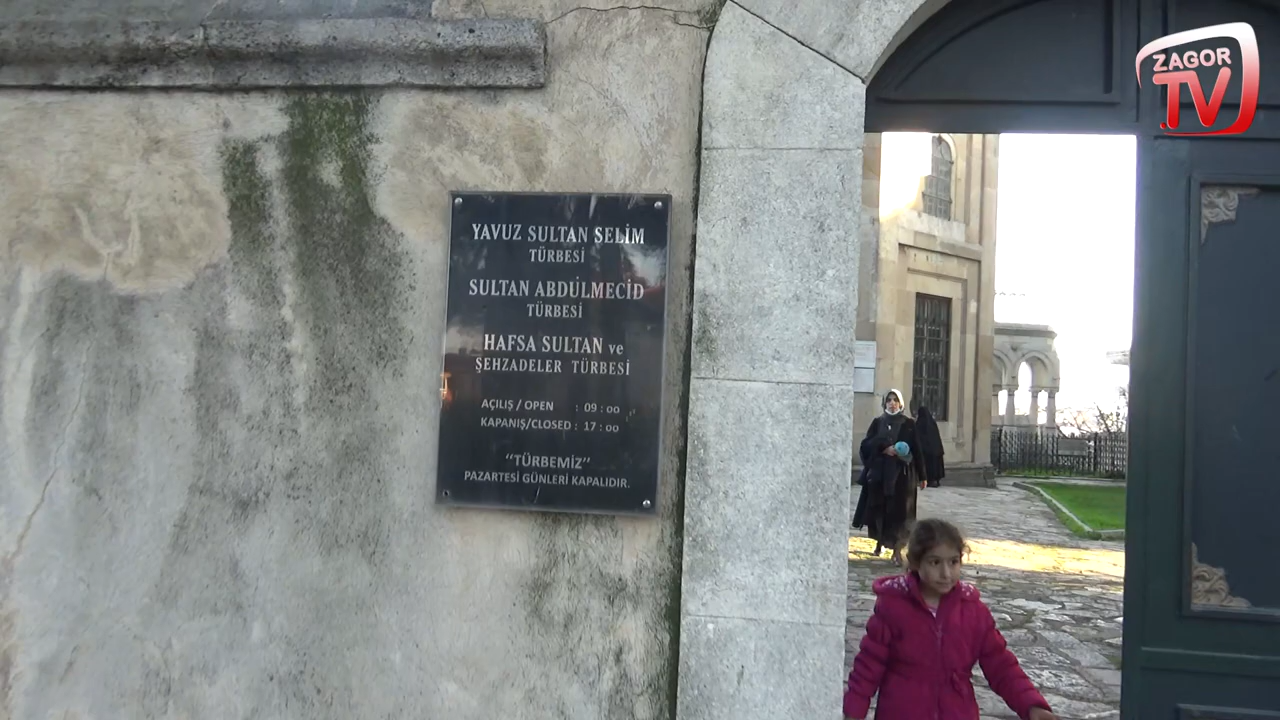 ZAGOR
TV
YAVUZ SULTAN SELİM
TÜRBESİ
SULTAN ABDÜLMECİD
TÜRBESİ
HAFSA SULTAN ve
ŞEHZADELER TÜRBESİ
AÇILIŞ / OPEN : 09 : 00
KAPANIŞ/CLOSED : 17 : 00
"TÜRBEMİZ"
PAZARTESİ GÜNLERİ KAPALIDIR.